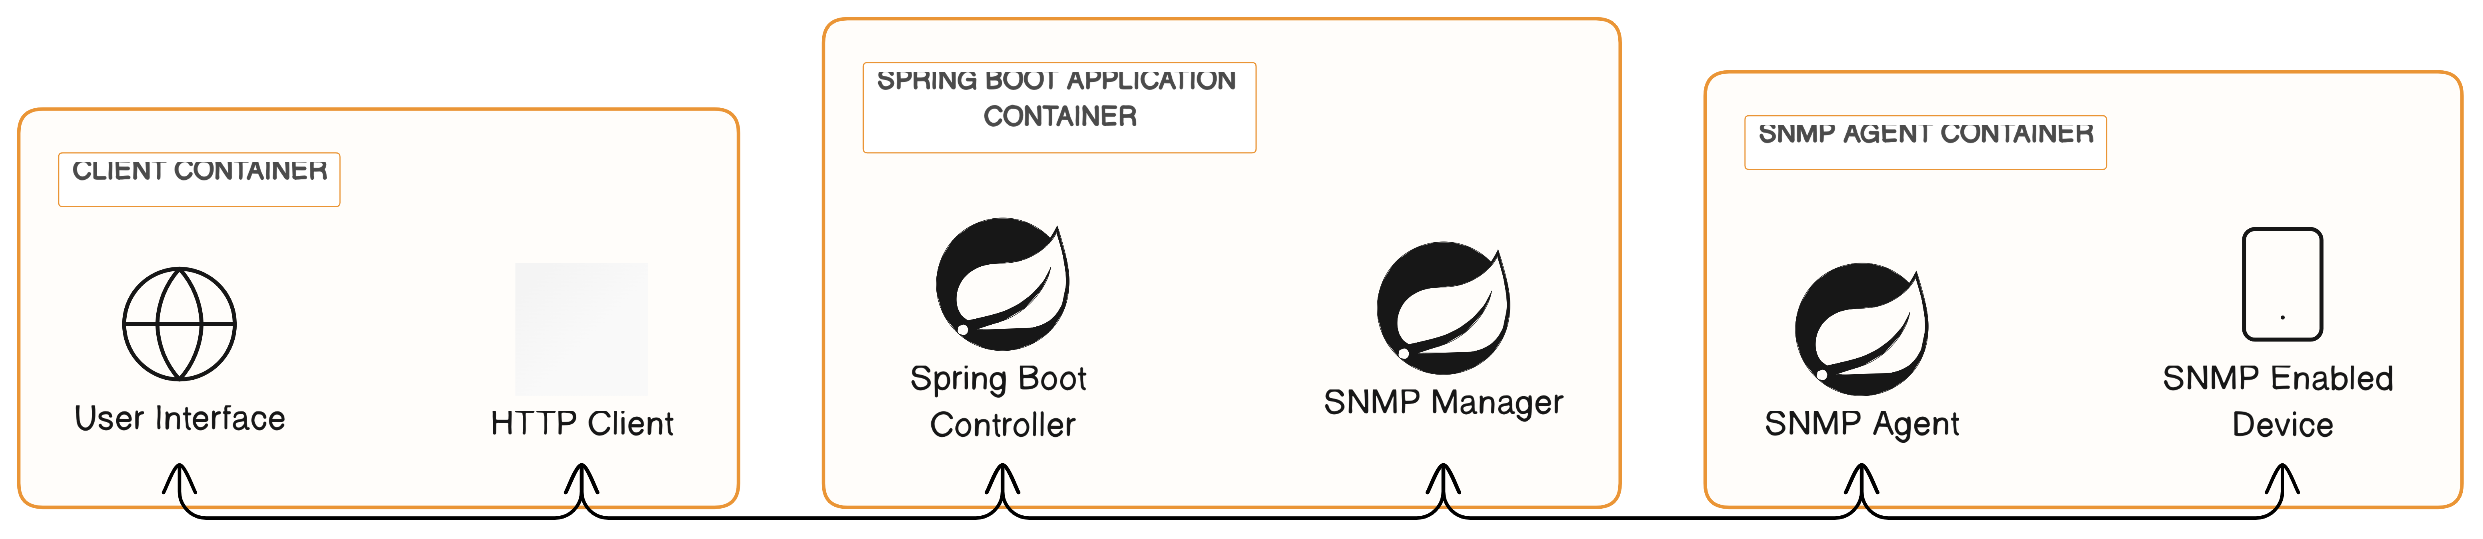 CLIENT CONTAINER
User Interface
HTTP Client
SPRING BOOT APPLICATION
CONTAINER
Spring Boot
Controller
SNMP Manager
SNMP AGENT CONTAINER
SNMP Agent
SNMP Enabled
Device